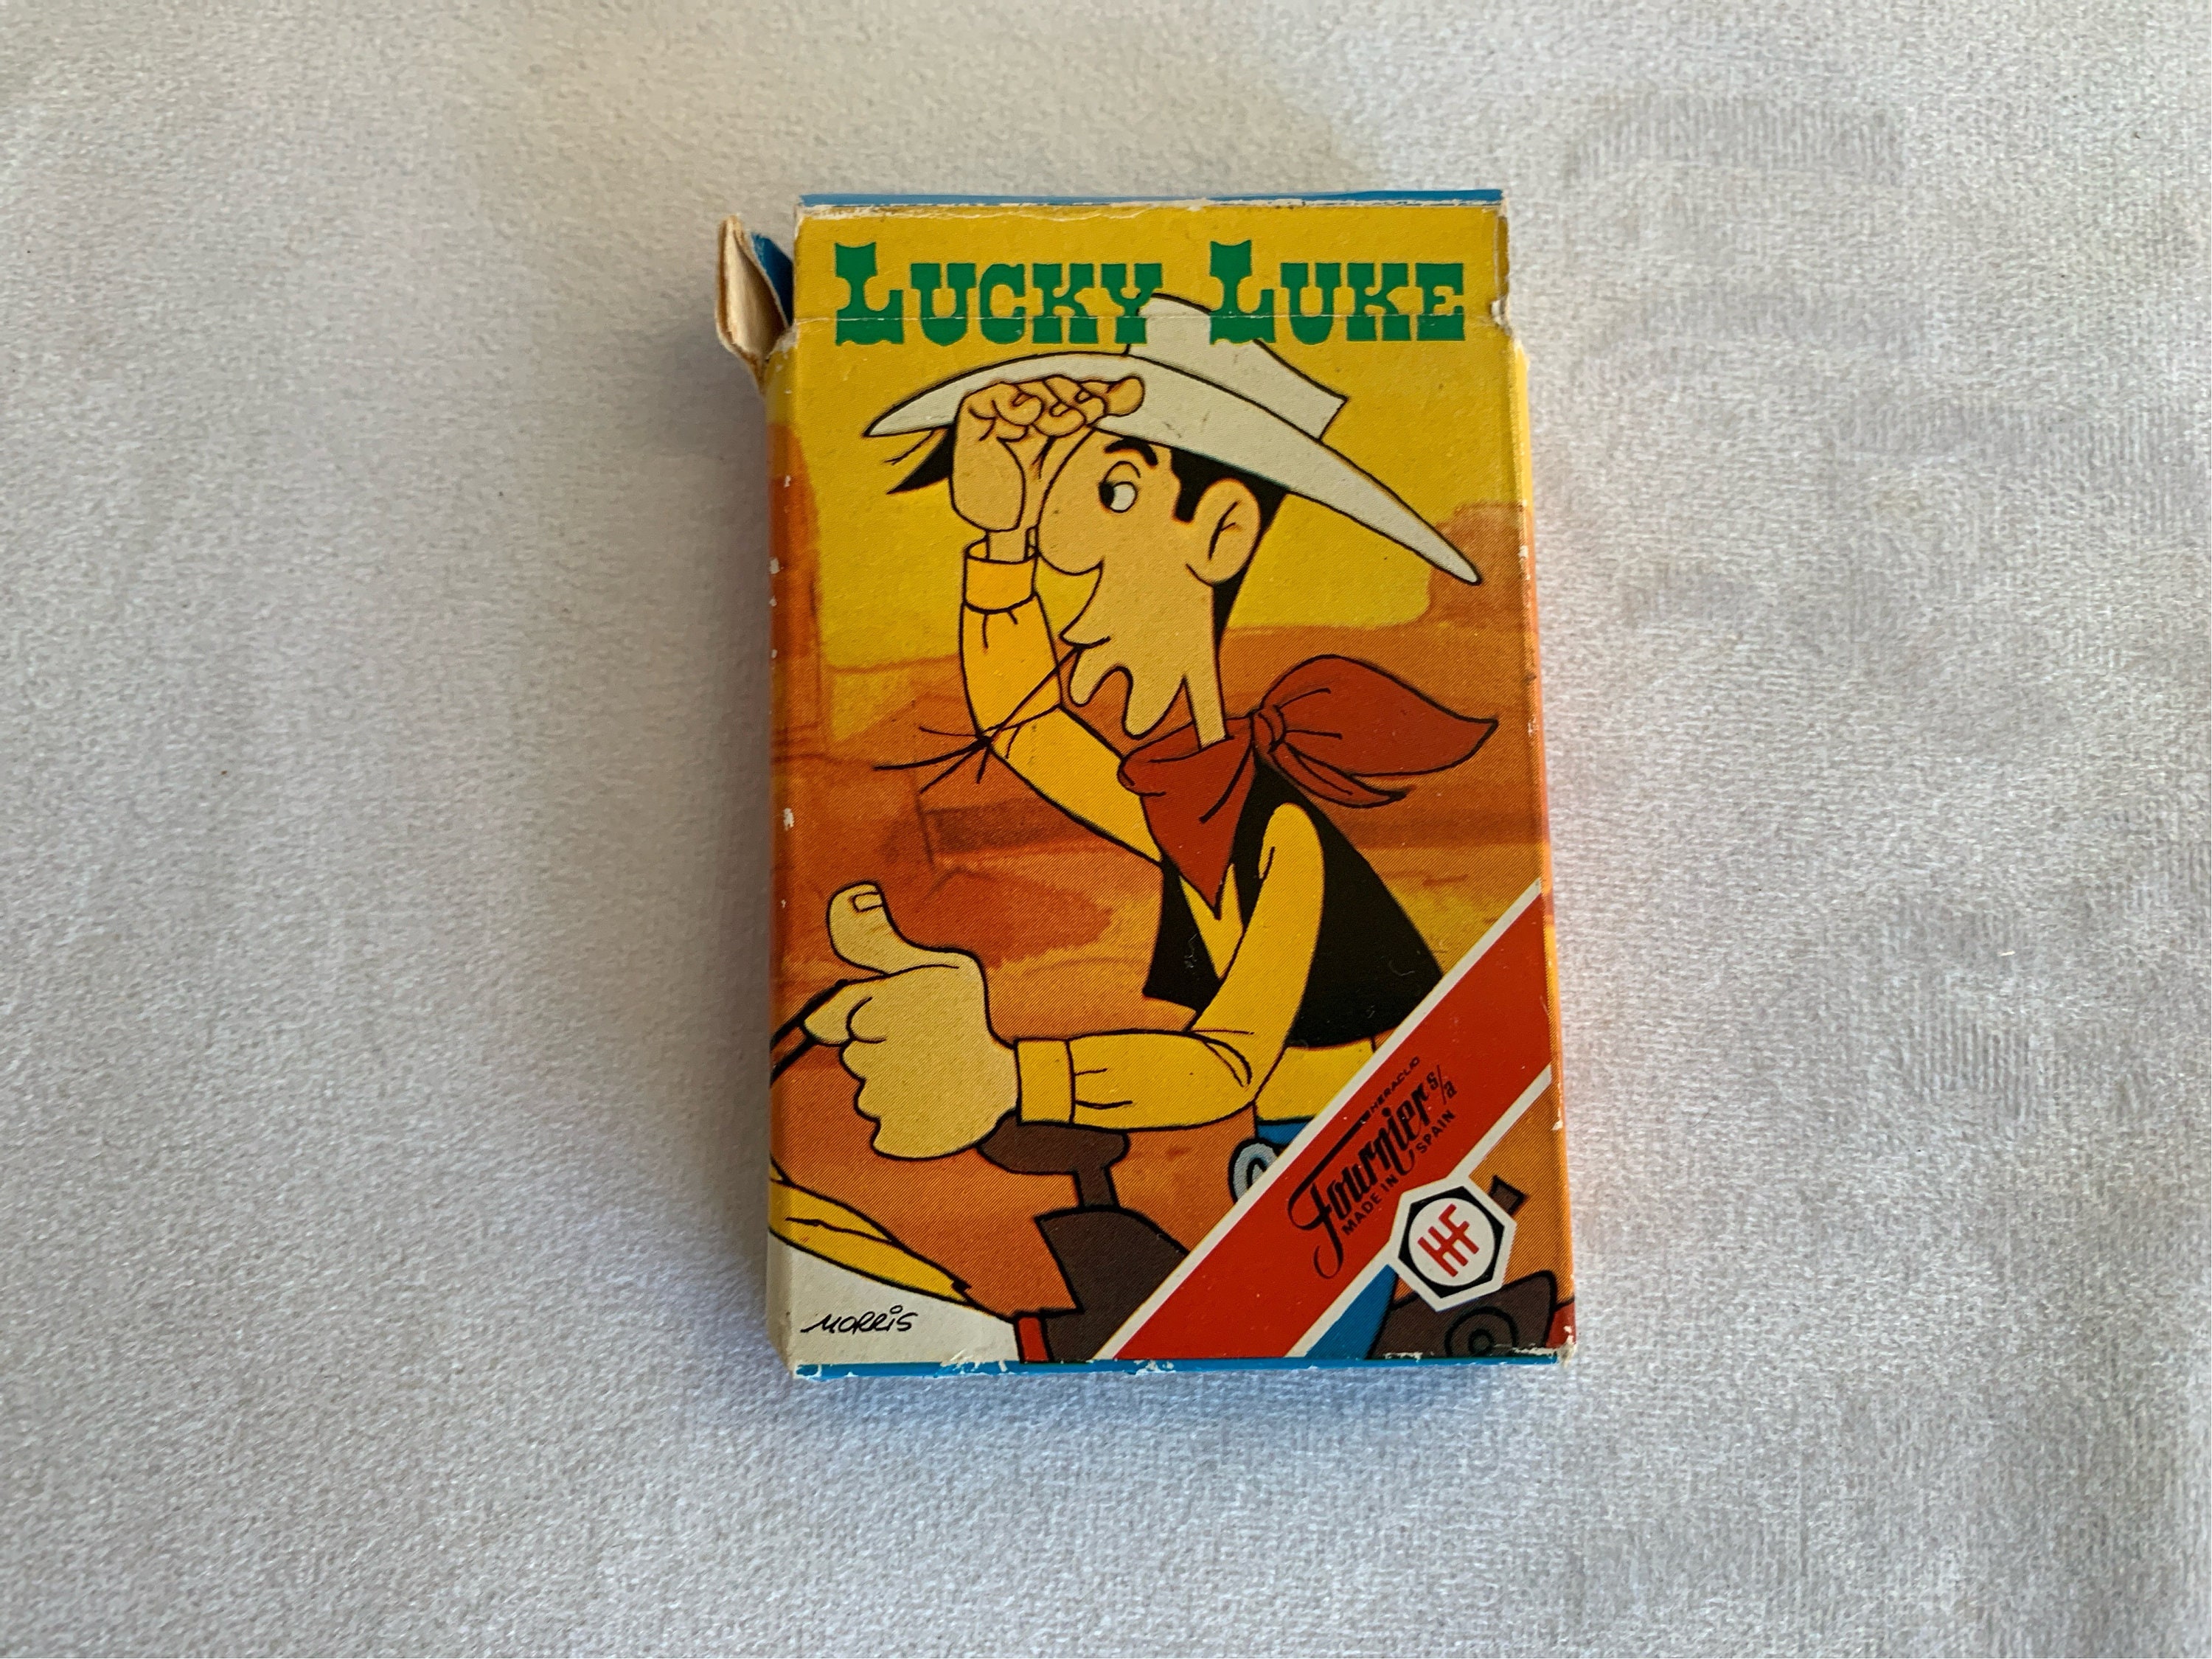 LUCKY LUKE
HERACLIO
Fournier s/a
MADE IN SPAIN
HF
MORRIS